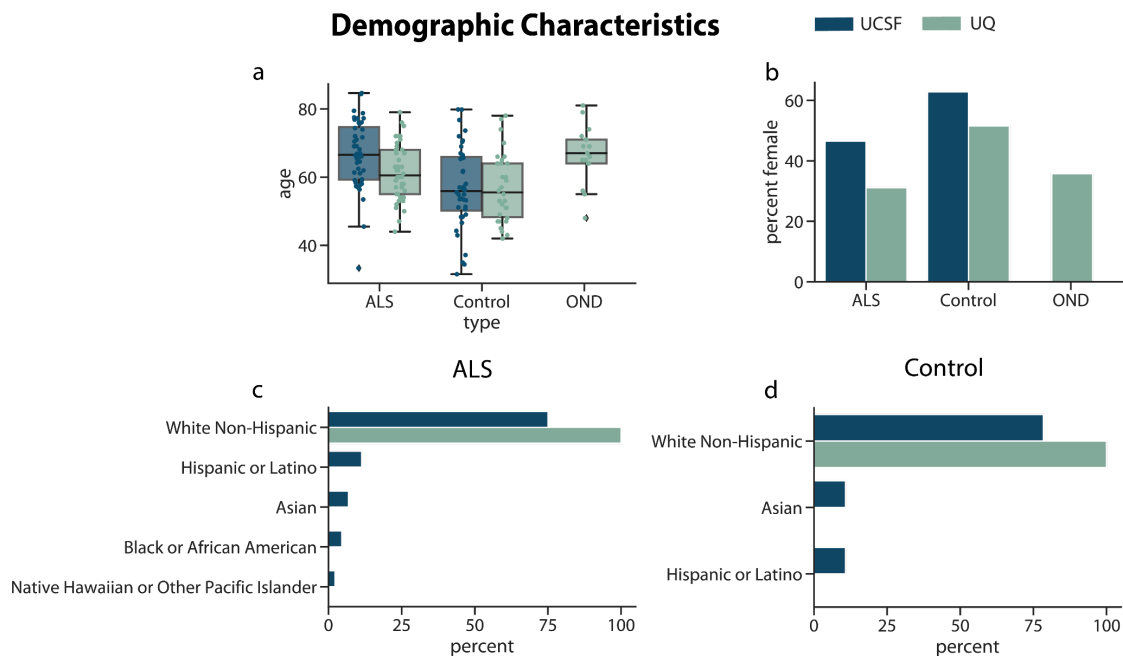 Demographic Characteristics
UCSF
UQ
a
80
60
40
age
ALS
Control
OND
type
b
60
40
20
0
percent female
ALS
Control
OND
ALS
c
White Non-Hispanic
Hispanic or Latino
Asian
Black or African American
Native Hawaiian or Other Pacific Islander
0
25
50
75
100
percent
Control
d
White Non-Hispanic
Asian
Hispanic or Latino
0
25
50
75
100
percent